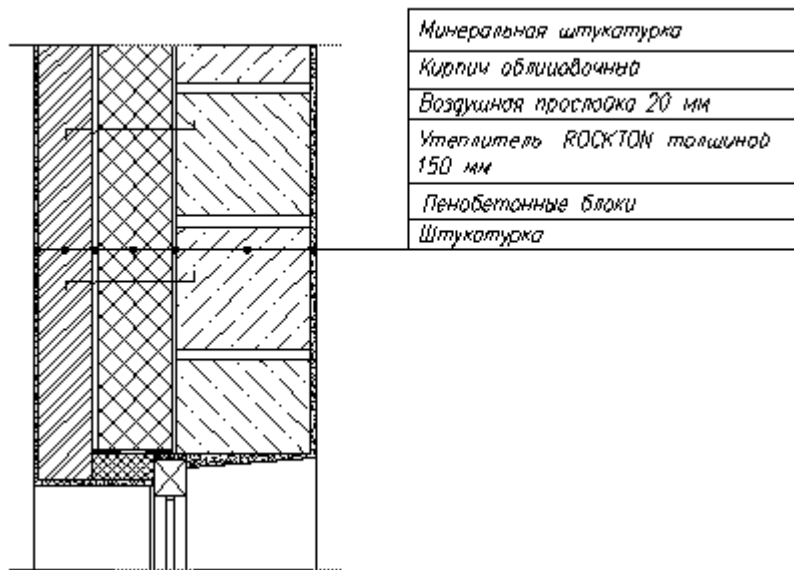 Минеральная штукатурка
Кирпич облицовочный
Воздушная прослойка 20 мм
Утеплитель ROCKTON толщиной
150 мм
Пенобетонные блоки
Штукатурка